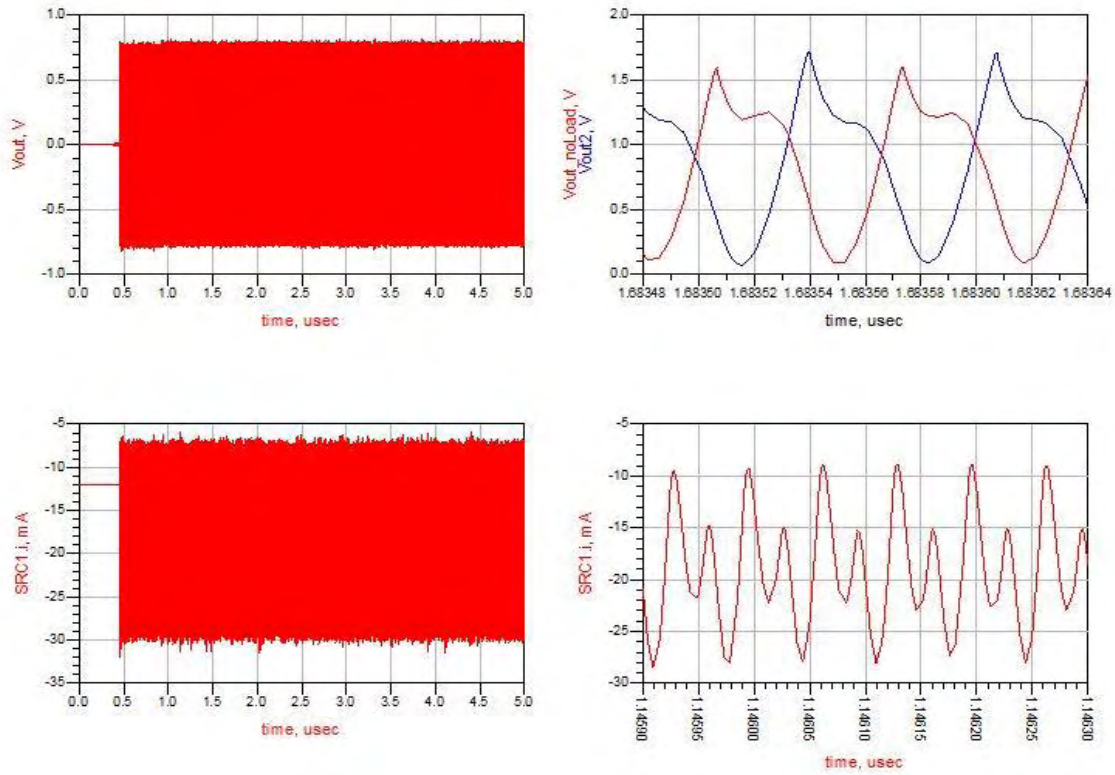 1.0
0.5
0.0
-0.5
-1.0
Vout, V
0.0 0.5 1.0 1.5 2.0 2.5 3.0 3.5 4.0 4.5 5.0
time, usec
2.0
1.5
1.0
0.5
0.0
Vout_noLoad, V
Vout2, V
1.68348 1.68350 1.68352 1.68354 1.68356 1.68358 1.68360 1.68362 1.68364
time, usec
-5
-10
-15
-20
-25
-30
-35
SRC1.i, mA
0.0 0.5 1.0 1.5 2.0 2.5 3.0 3.5 4.0 4.5 5.0
time, usec
-5
-10
-15
-20
-25
-30
SRC1.i, mA
1.14590 1.14595 1.14600 1.14605 1.14610 1.14615 1.14620 1.14625 1.14630
time, usec